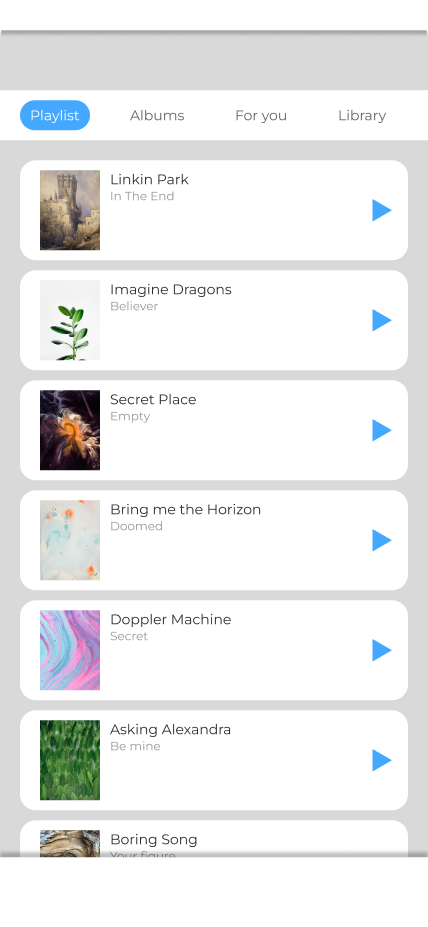 Playlist Albums For you Library
Linkin Park
In The End
Imagine Dragons
Believer
Secret Place
Empty
Bring me the Horizon
Doomed
Doppler Machine
Secret
Asking Alexandra
Be mine
Boring Song
Your figure